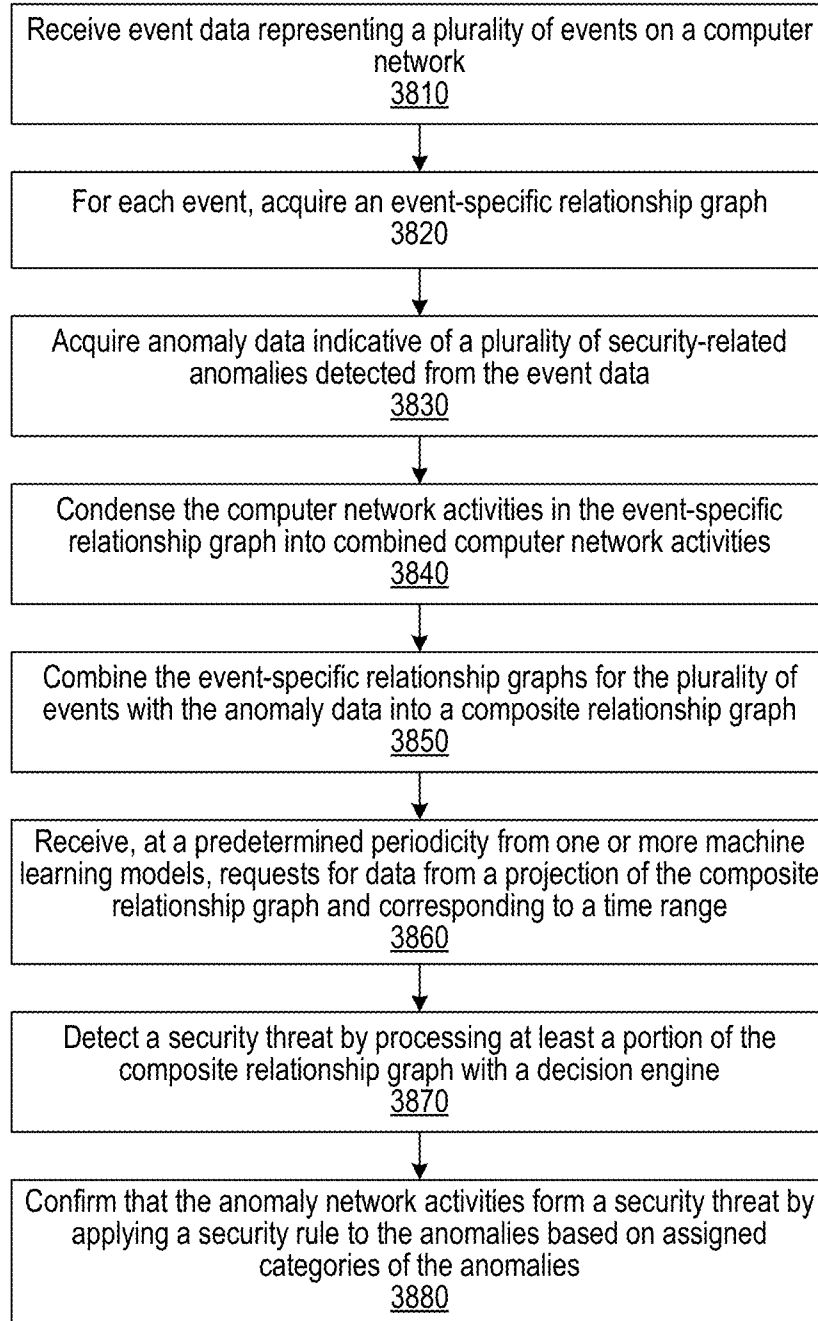 Receive event data representing a plurality of events on a computer
network
3810
For each event, acquire an event-specific relationship graph
3820
Acquire anomaly data indicative of a plurality of security-related
anomalies detected from the event data
3830
Condense the computer network activities in the event-specific
relationship graph into combined computer network activities
3840
Combine the event-specific relationship graphs for the plurality of
events with the anomaly data into a composite relationship graph
3850
Receive, at a predetermined periodicity from one or more machine
learning models, requests for data from a projection of the composite
relationship graph and corresponding to a time range
3860
Detect a security threat by processing at least a portion of the
composite relationship graph with a decision engine
3870
Confirm that the anomaly network activities form a security threat by
applying a security rule to the anomalies based on assigned
categories of the anomalies
3880